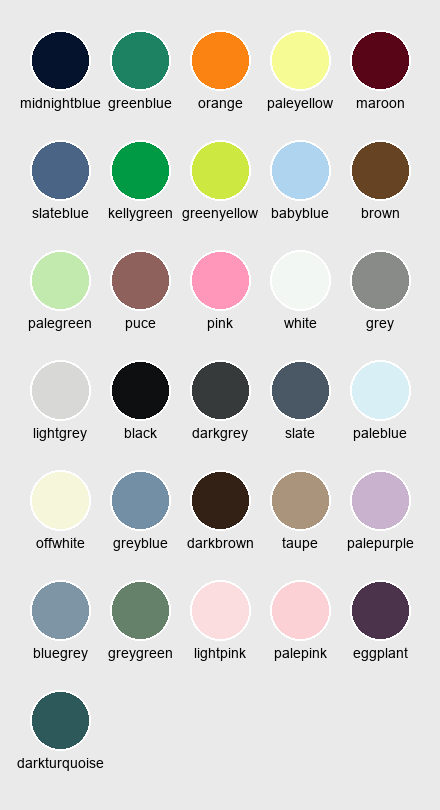 midnightblue greenblue orange paleyellow maroon
slateblue kellygreen greenyellow babyblue brown
palegreen puce pink white grey
lightgrey black darkgrey slate paleblue
offwhite greyblue darkbrown taupe palepurple
bluegrey greygreen lightpink palepink eggplant
darkturquoise